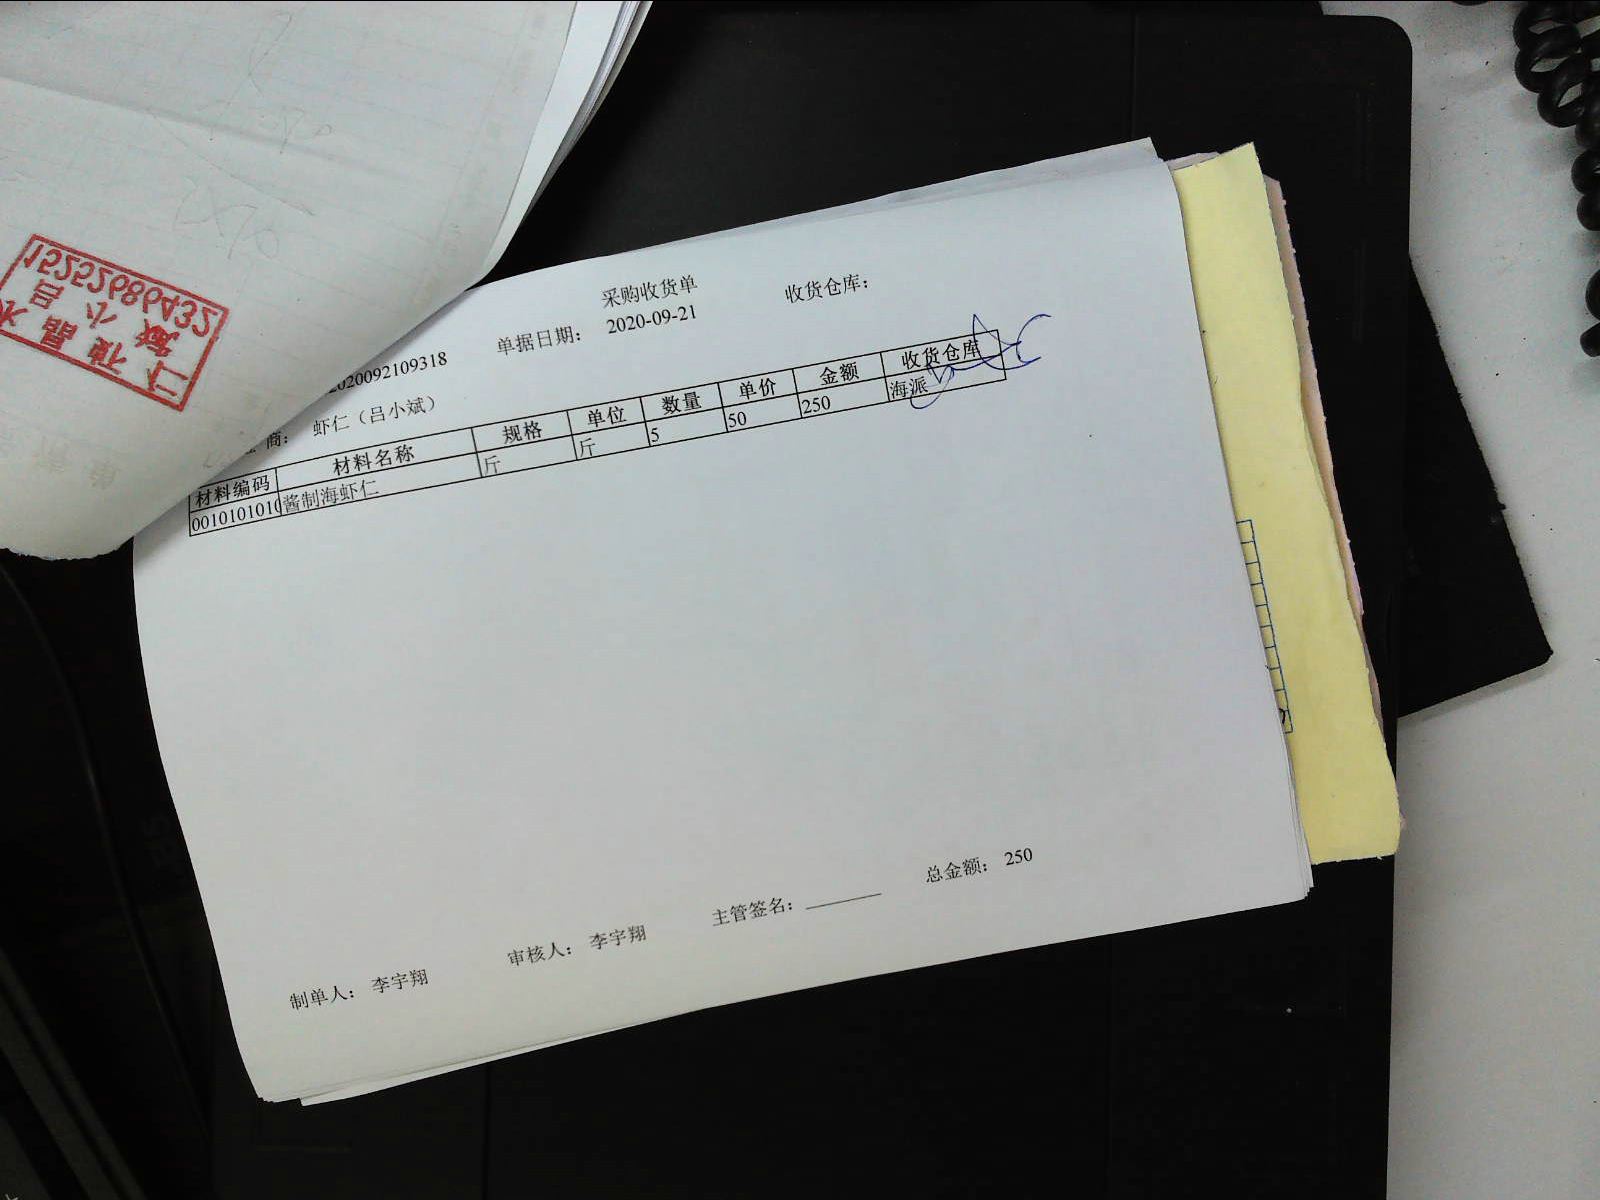 采购收货单
收货仓库：
单据日期： 2020-09-21
2020092109318
商： 虾仁（吕小斌）
材料编码 材料名称 规格 单位 数量 单价 金额 收货仓库
0010101010 酱制海虾仁 斤 斤 5 50 250 海派
总金额： 250
主管签名：
审核人： 李宇翔
制单人： 李宇翔
15252686432